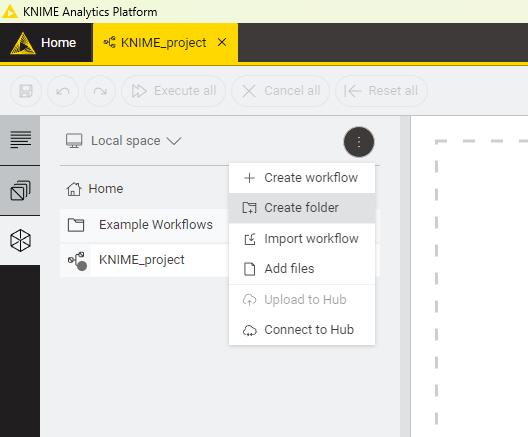 KNIME Analytics Platform
Home
KNIME_project
Execute all
Cancel all
Reset all
Local space
Create workflow
Home
Create folder
Example Workflows
Import workflow
KNIME_project
Add files
Upload to Hub
Connect to Hub